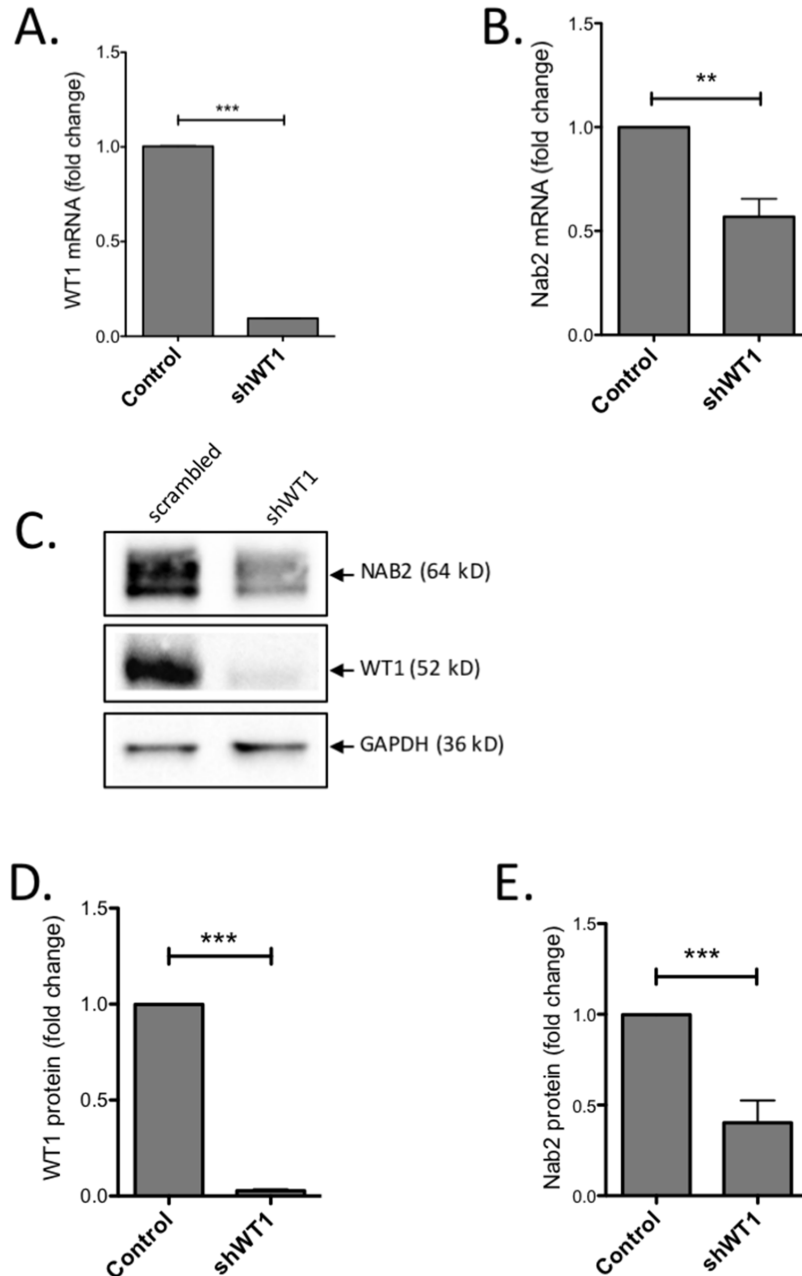 A.
WT1 mRNA (fold change)
1.5
1.0
0.5
0.0
***
Control
shWT1
B.
Nab2 mRNA (fold change)
1.5
1.0
0.5
0.0
**
Control
shWT1
C.
scrambled
shWT1
NAB2 (64 kD)
WT1 (52 kD)
GAPDH (36 kD)
D.
WT1 protein (fold change)
1.5
1.0
0.5
0.0
***
Control
shWT1
E.
Nab2 protein (fold change)
1.5
1.0
0.5
0.0
***
Control
shWT1